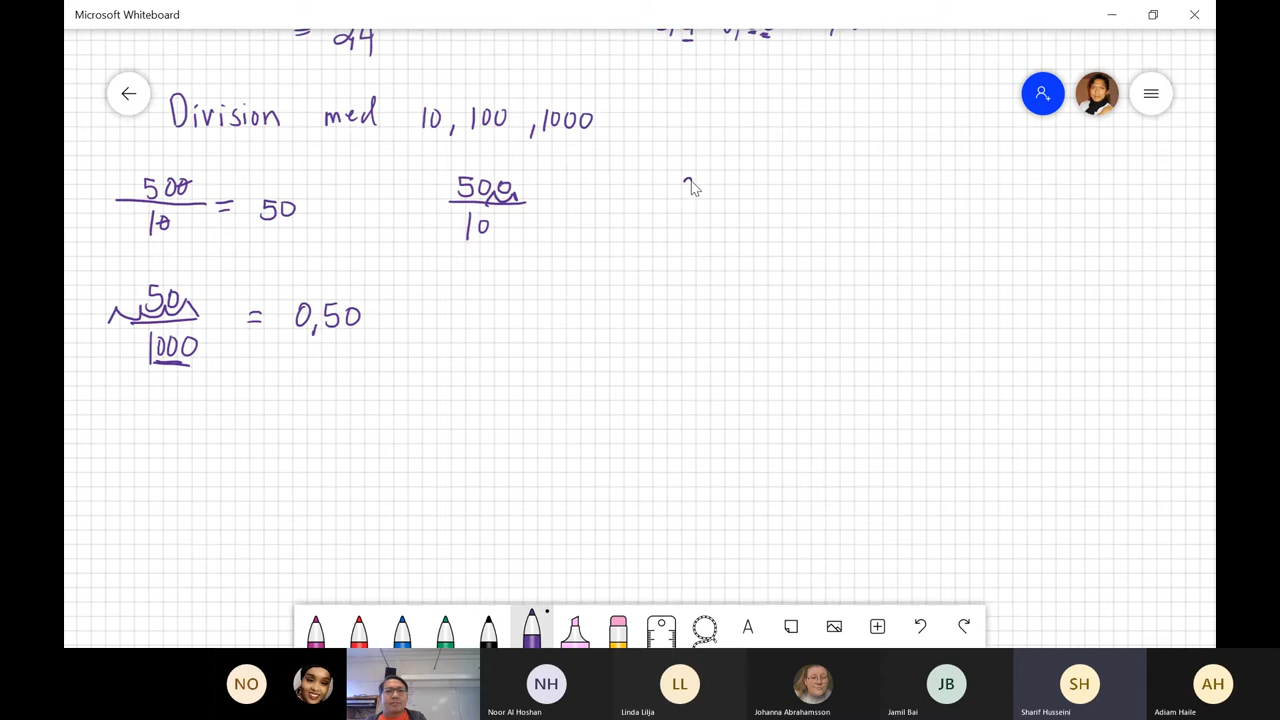 Microsoft Whiteboard
=
Division med 10, 100, 1000
500
10
= 50
500
10
50
1000
= 0,50
A
NO
NH
LL
JB
SH
AH
Noor Al Hoshan
Linda Lilja
Johanna Abrahamsson
Jamil Bai
Sharif Husseini
Adiam Haile